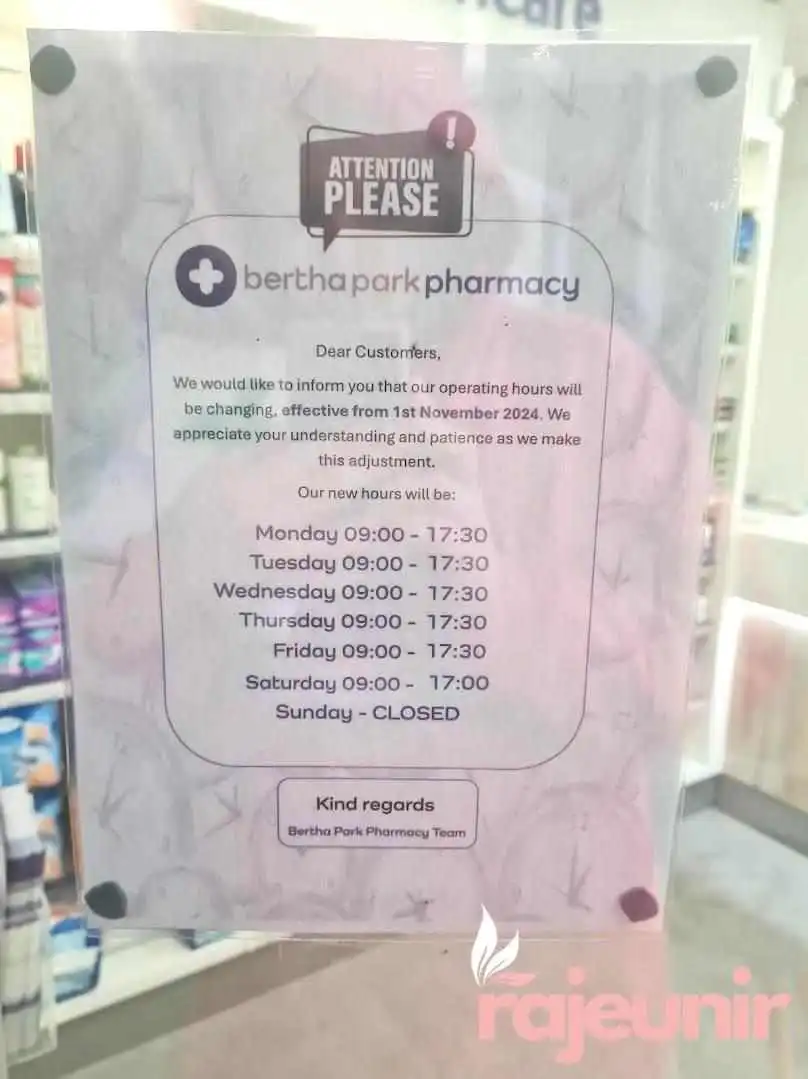 ATTENTION
PLEASE
!
bertha park pharmacy
Dear Customers,
We would like to inform you that our operating hours will
be changing, effective from 1st November 2024. We
appreciate your understanding and patience as we make
this adjustment.
Our new hours will be:
Monday 09:00 - 17:30
Tuesday 09:00 - 17:30
Wednesday 09:00 - 17:30
Thursday 09:00 - 17:30
Friday 09:00 - 17:30
Saturday 09:00 - 17:00
Sunday - CLOSED
Kind regards
Bertha Park Pharmacy Team
rajeunir